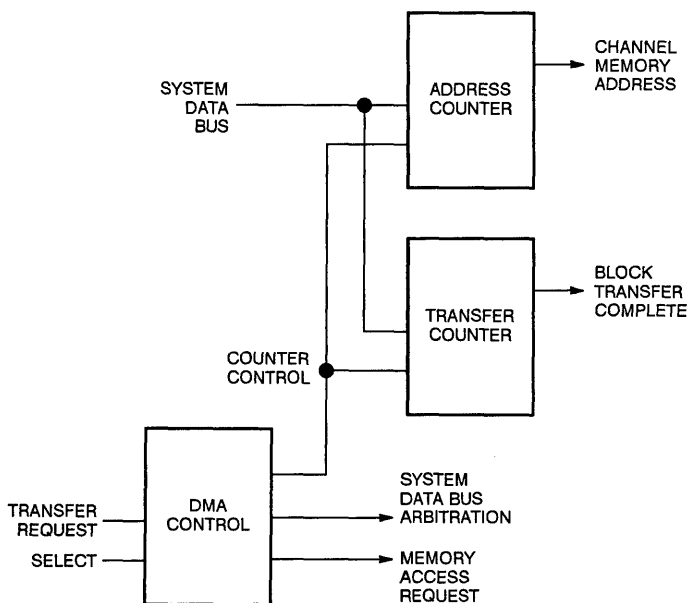 CHANNEL
MEMORY
ADDRESS
SYSTEM
DATA
BUS
ADDRESS
COUNTER
BLOCK
TRANSFER
COMPLETE
TRANSFER
COUNTER
COUNTER
CONTROL
SYSTEM
DATA BUS
ARBITRATION
DMA
CONTROL
TRANSFER
REQUEST
SELECT
MEMORY
ACCESS
REQUEST